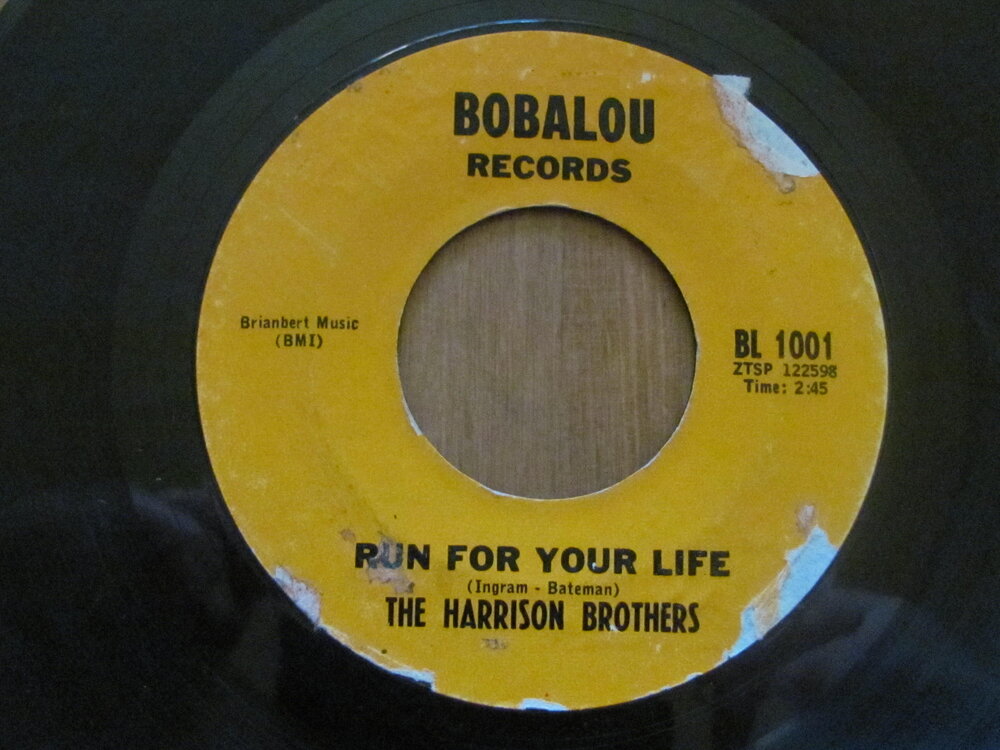 BOBALOU
RECORDS
Brianbert Music
(BMI)
BL 1001
ZTSP 122598
Time: 2:45
RUN FOR YOUR LIFE
(Ingram - Bateman)
THE HARRISON BROTHERS